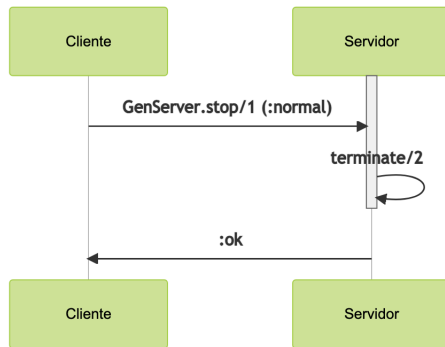 Cliente
Servidor
GenServer.stop/1 (:normal)
terminate/2
:ok
Cliente
Servidor